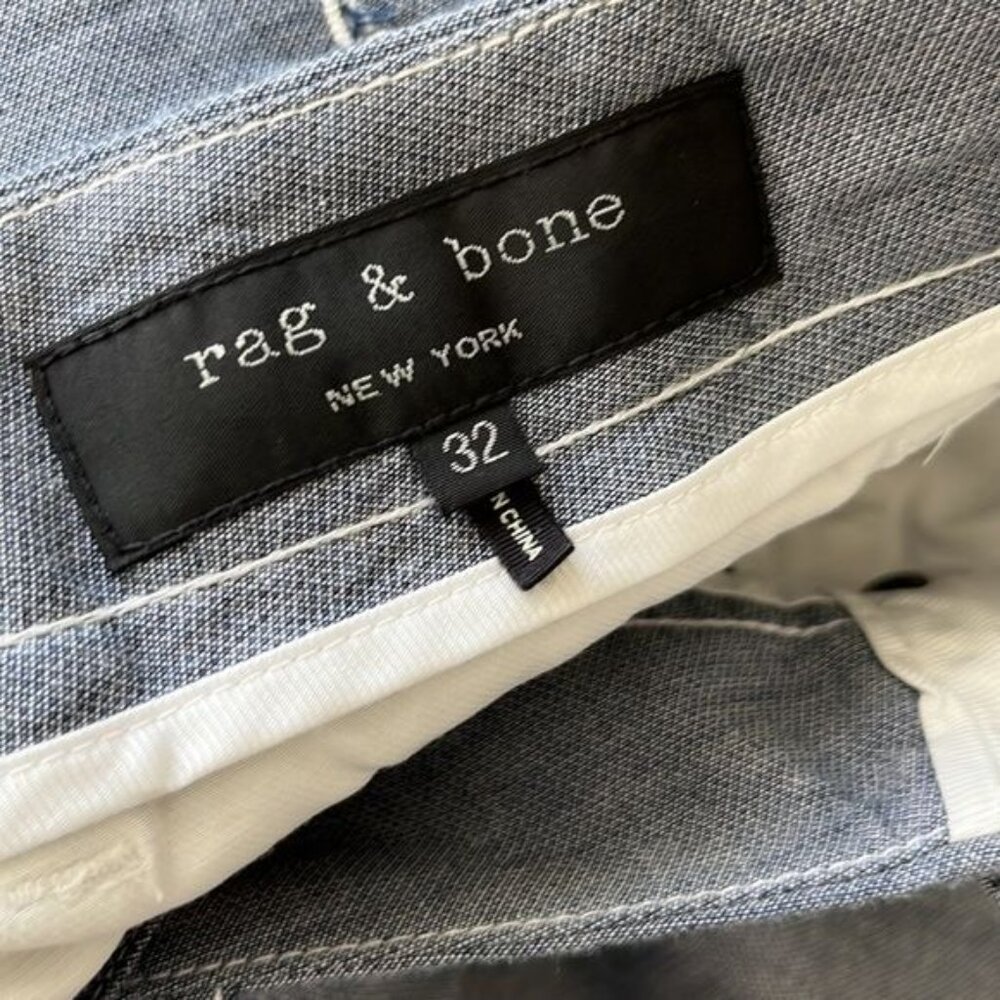 rag & bone
NEW YORK
32
N CHINA